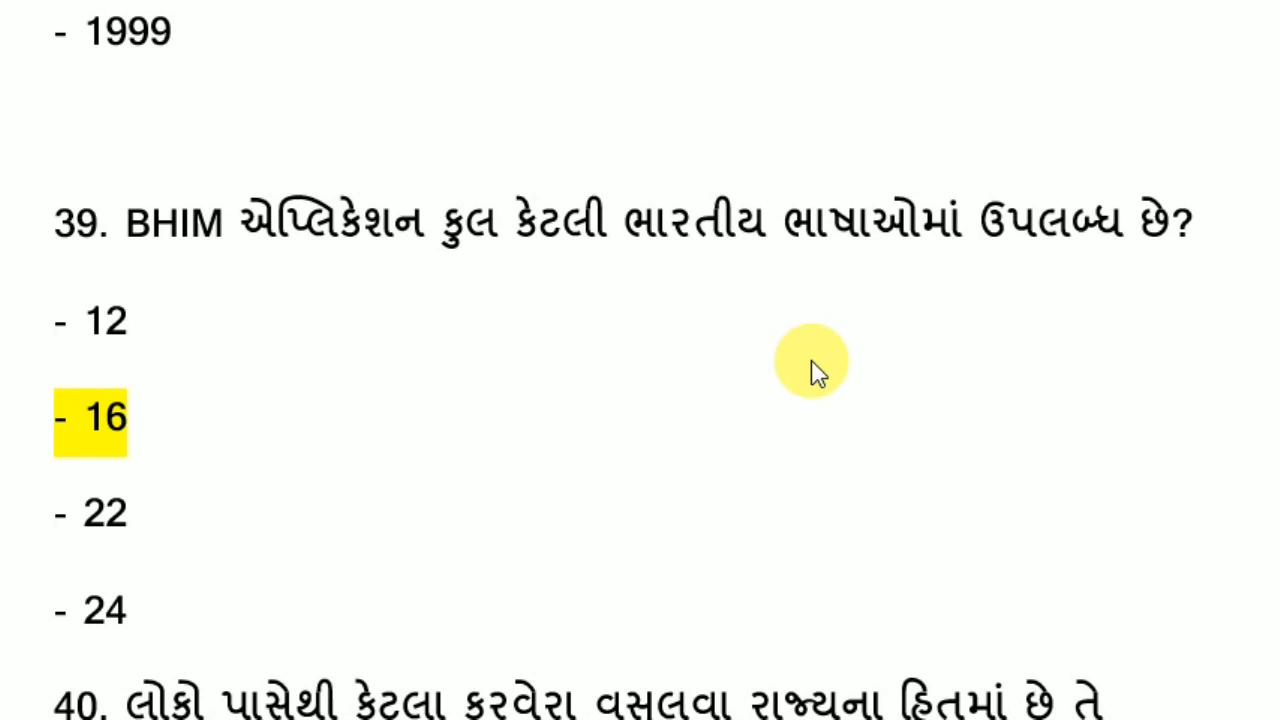 - 1999
39. BHIM એપ્લિકેશન કુલ કેટલી ભારતીય ભાષાઓમાં ઉપલબ્ધ છે?
- 12
- 16
- 22
- 24
40. લોકો પાસેથી કેટલા કરવેરા વસૂલવા રાજ્યના હિતમાં છે તે